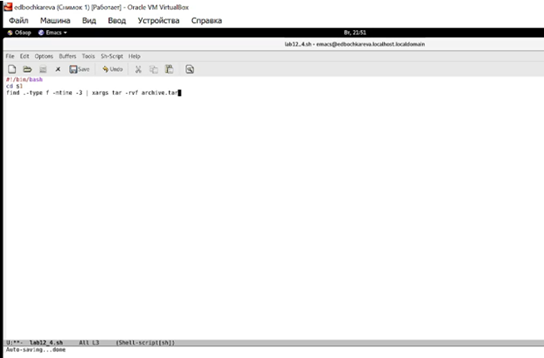 edbochkareva (Снимок 1) [Работает] - Oracle VM VirtualBox
Файл Машина Вид Ввод Устройства Справка
Обзор Emacs Вт, 21:51
lab12_4.sh - emacs@edbochkareva.localhost.localdomain
File Edit Options Buffers Tools Sh-Script Help
Save Undo
#!/bin/bash
cd $1
find .-type f -mtime -3 | xargs tar -rvf archive.tar
U:**- lab12_4.sh All L3 (Shell-script[sh])
Auto-saving...done